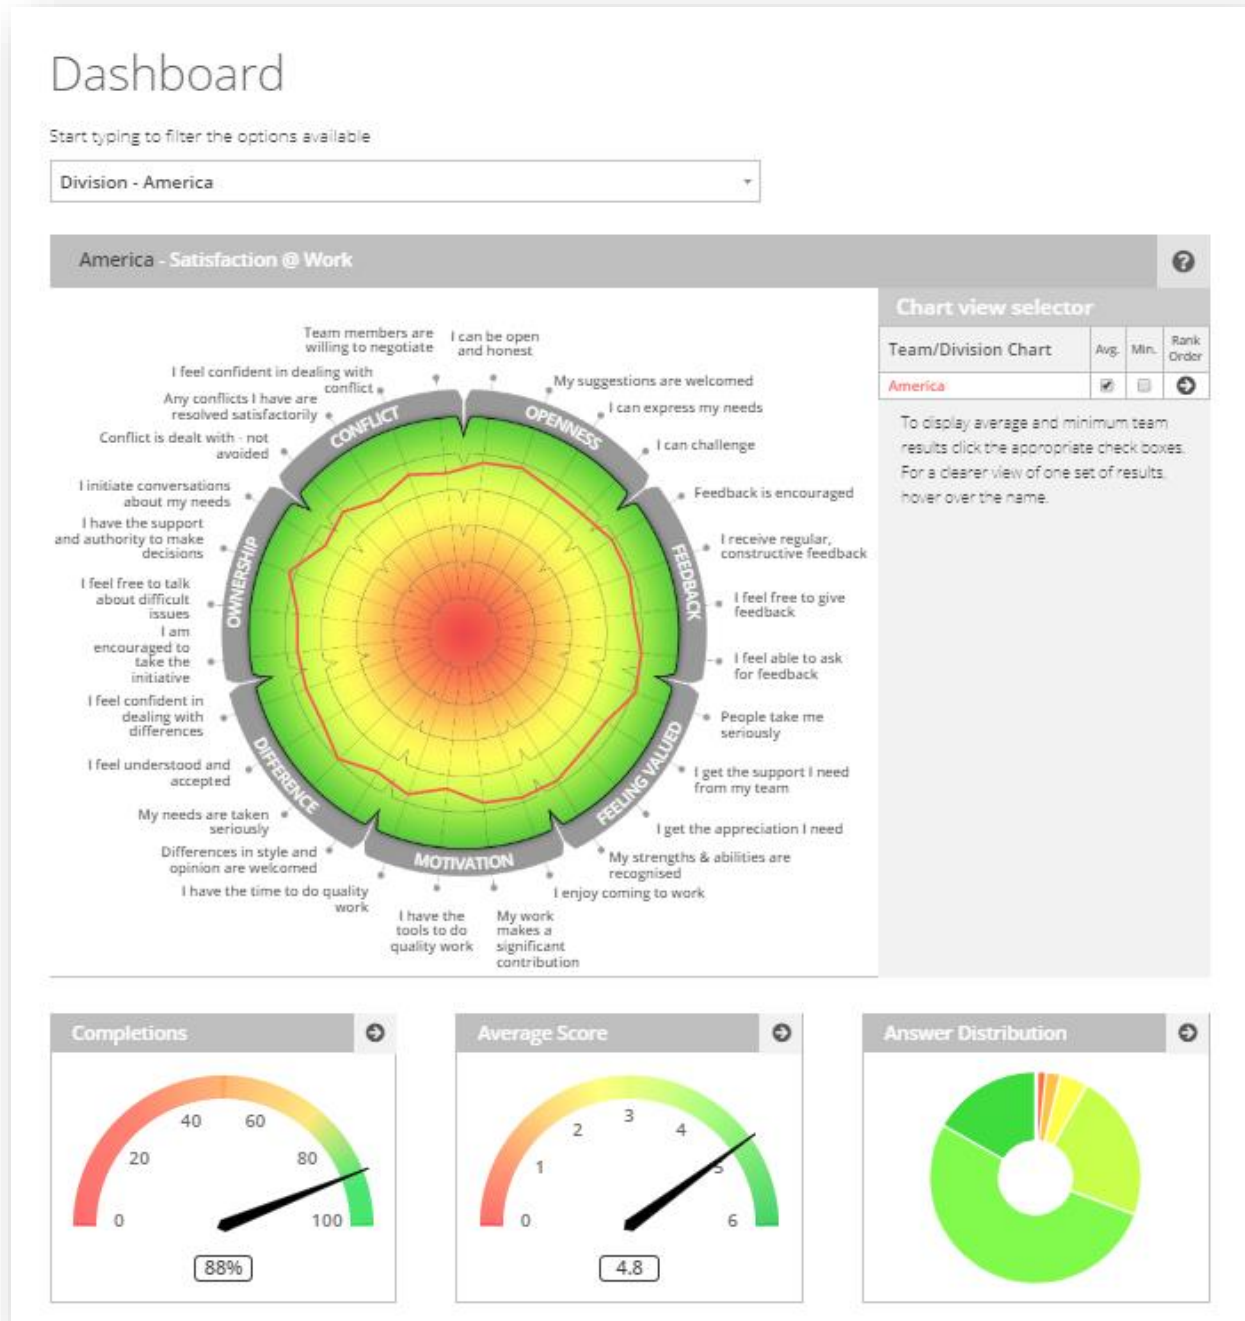 Dashboard
Start typing to filter the options available
Division - America
America - Satisfaction @ Work
?
Chart view selector
Team/Division Chart
Avg.
Min.
Rank
Order
America
To display average and minimum team
results click the appropriate check boxes.
For a clearer view of one set of results,
hover over the name.
Team members are
willing to negotiate
I can be open
and honest
I feel confident in dealing with
conflict
My suggestions are welcomed
Any conflicts I have are
resolved satisfactorily
I can express my needs
Conflict is dealt with - not
avoided
I can challenge
I initiate conversations
about my needs
Feedback is encouraged
I have the support
and authority to make
decisions
I receive regular,
constructive feedback
I feel free to talk
about difficult
issues
I feel free to give
feedback
I am
encouraged to
take the
initiative
I feel able to ask
for feedback
I feel confident in
dealing with
differences
People take me
seriously
I feel understood and
accepted
I get the support I need
from my team
My needs are taken
seriously
I get the appreciation I need
Differences in style and
opinion are welcomed
My strengths & abilities are
recognised
I have the time to do quality
work
I enjoy coming to work
I have the
tools to do
quality work
My work
makes a
significant
contribution
CONFLICT
OPENNESS
OWNERSHIP
FEEDBACK
DIFFERENCE
FEELING VALUED
MOTIVATION
Completions
0
20
40
60
80
100
88%
Average Score
0
1
2
3
4
5
6
4.8
Answer Distribution